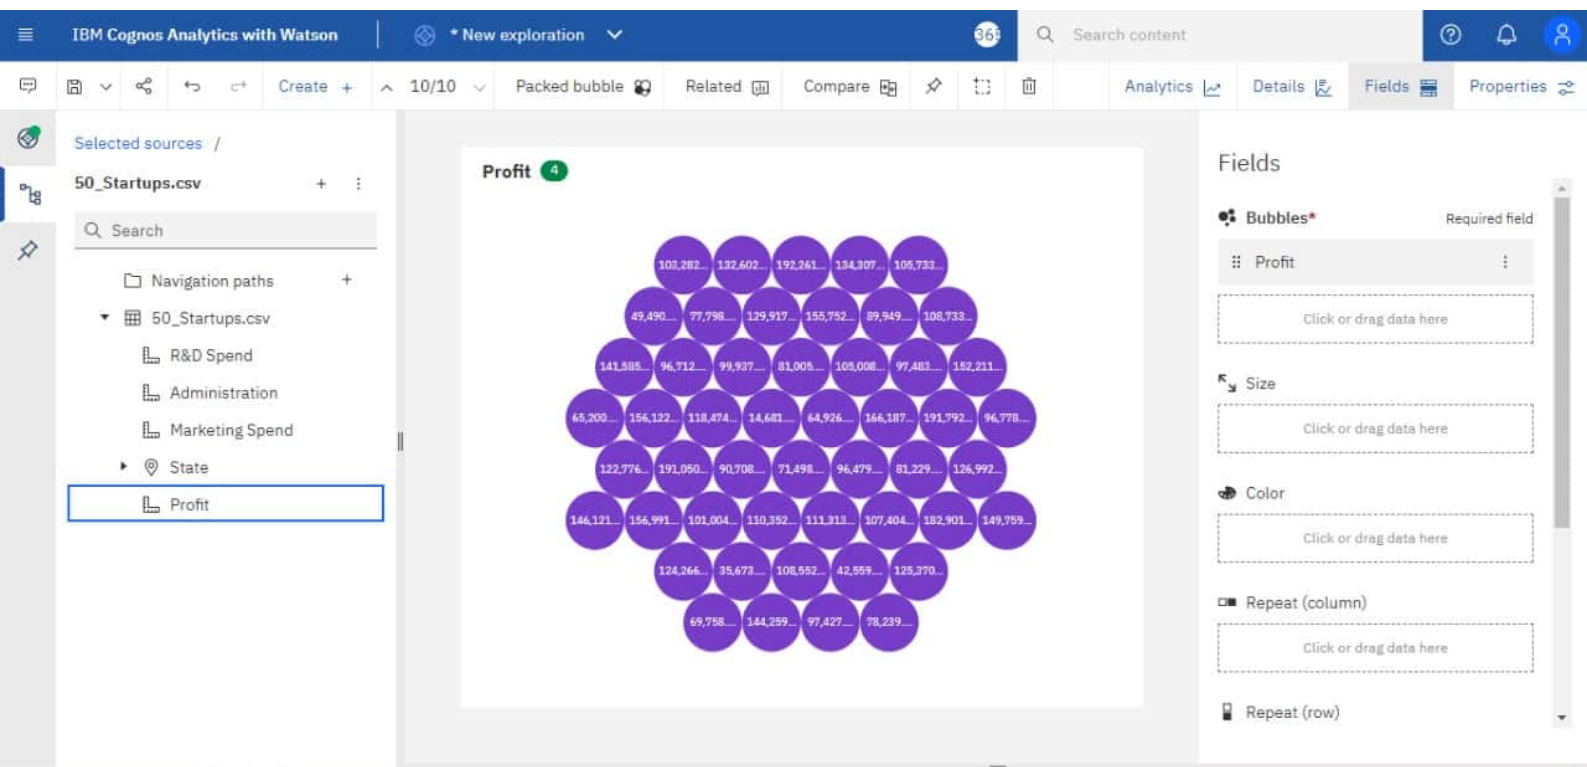 IBM Cognos Analytics with Watson
* New exploration
Search content
10/10
Create +
Packed bubble
Related
Compare
Analytics
Details
Fields
Properties
Selected sources /
50_Startups.csv
Search
Navigation paths
50_Startups.csv
R&D Spend
Administration
Marketing Spend
State
Profit
Profit 4
103,282... 132,602... 192,261... 134,307... 105,733...
49,490.... 77,798.... 129,917... 155,752... 89,949.... 108,733...
141,585... 96,712.... 99,937.... 81,005.... 105,008... 97,483.... 152,211...
65,200.... 156,122... 118,474... 14,681.... 64,926.... 166,187... 191,792... 96,778....
122,776... 191,050... 90,708.... 71,498.... 96,479.... 81,229.... 126,992...
146,121... 156,991... 101,004... 110,352... 111,313... 107,404... 182,901... 149,759...
124,266... 35,673.... 108,552... 42,559.... 125,370...
69,758.... 144,259... 97,427.... 78,239....
Fields
Bubbles* Required field
Profit
Click or drag data here
Size
Click or drag data here
Color
Click or drag data here
Repeat (column)
Click or drag data here
Repeat (row)